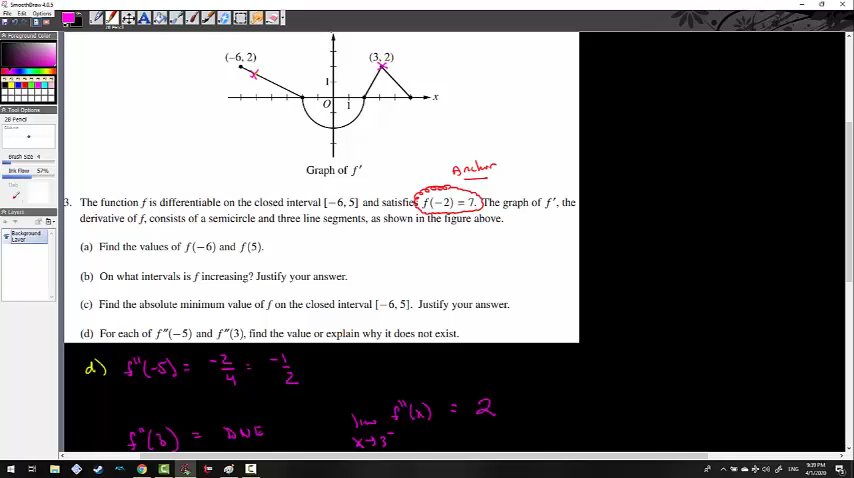 SmoothDraw 4.0.5
File Edit Options
Foreground Color
2B Pencil
(−6, 2)
(3, 2)
1
O 1 x
Tool Options
2B Pencil
Brush Size 4
Ink Flow 57%
Graph of f′
Anchor
Layers
Background Layer
3. The function f is differentiable on the closed interval [−6, 5] and satisfies f(−2) = 7. The graph of f′, the
derivative of f, consists of a semicircle and three line segments, as shown in the figure above.
(a) Find the values of f(−6) and f(5).
(b) On what intervals is f increasing? Justify your answer.
(c) Find the absolute minimum value of f on the closed interval [−6, 5]. Justify your answer.
(d) For each of f″(−5) and f″(3), find the value or explain why it does not exist.
d) f″(−5) = −2/4 = −1/2
f″(3) = DNE
lim x→3⁻ f″(x) = 2
ENG
9:39 PM
4/1/2020